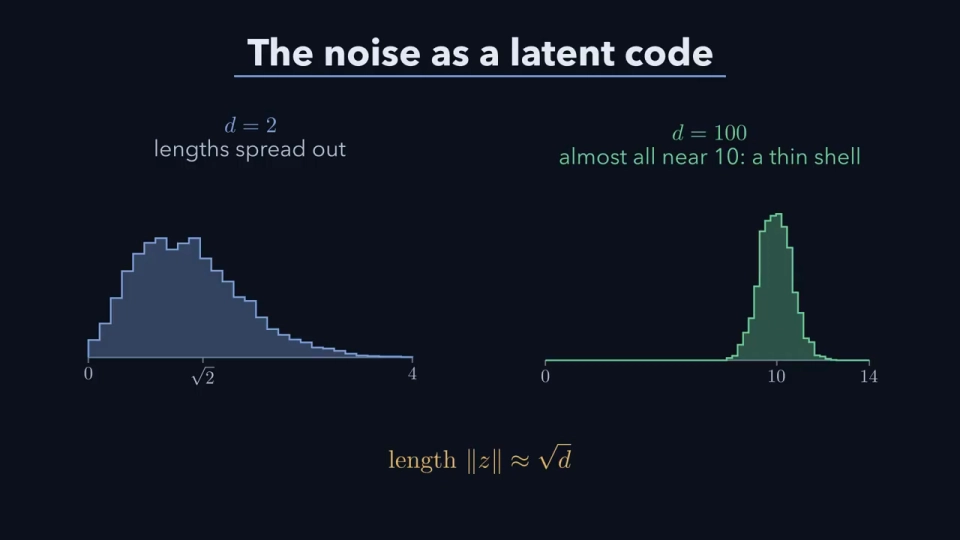 The noise as a latent code
d = 2
lengths spread out
d = 100
almost all near 10: a thin shell
0 √2 4
0 10 14
length ‖z‖ ≈ √d